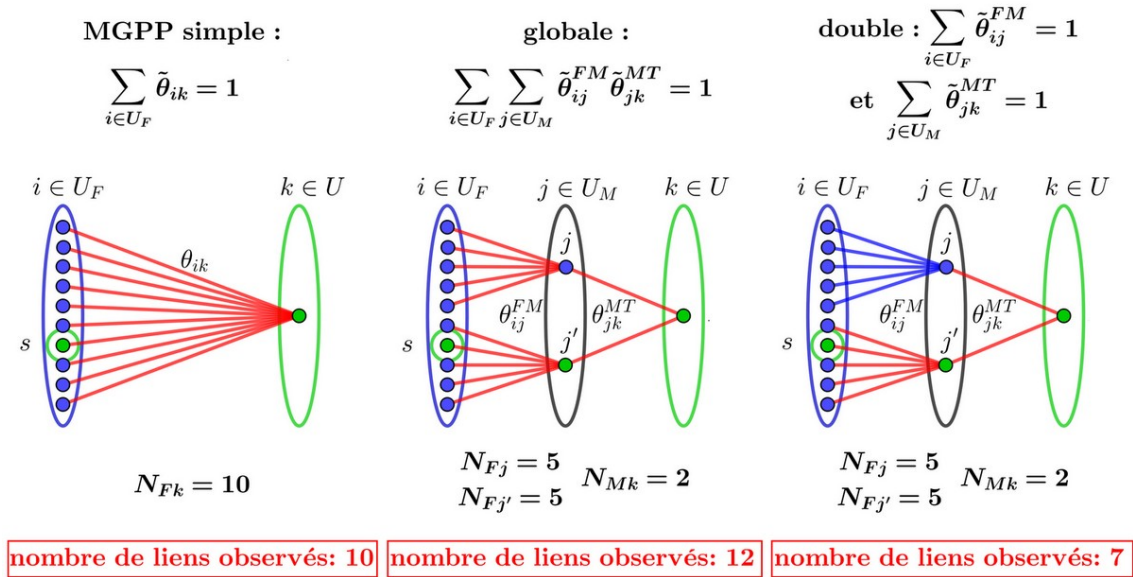 MGPP simple :
∑_{i∈U_F} θ̃_{ik} = 1
i ∈ U_F
k ∈ U
θ_{ik}
s
N_{Fk} = 10
nombre de liens observés: 10
globale :
∑_{i∈U_F} ∑_{j∈U_M} θ̃_{ij}^{FM} θ̃_{jk}^{MT} = 1
i ∈ U_F
j ∈ U_M
k ∈ U
j
θ_{ij}^{FM}
θ_{jk}^{MT}
s
j'
N_{Fj} = 5
N_{Fj'} = 5
N_{Mk} = 2
nombre de liens observés: 12
double : ∑_{i∈U_F} θ̃_{ij}^{FM} = 1
et ∑_{j∈U_M} θ̃_{jk}^{MT} = 1
i ∈ U_F
j ∈ U_M
k ∈ U
j
θ_{ij}^{FM}
θ_{jk}^{MT}
s
j'
N_{Fj} = 5
N_{Fj'} = 5
N_{Mk} = 2
nombre de liens observés: 7